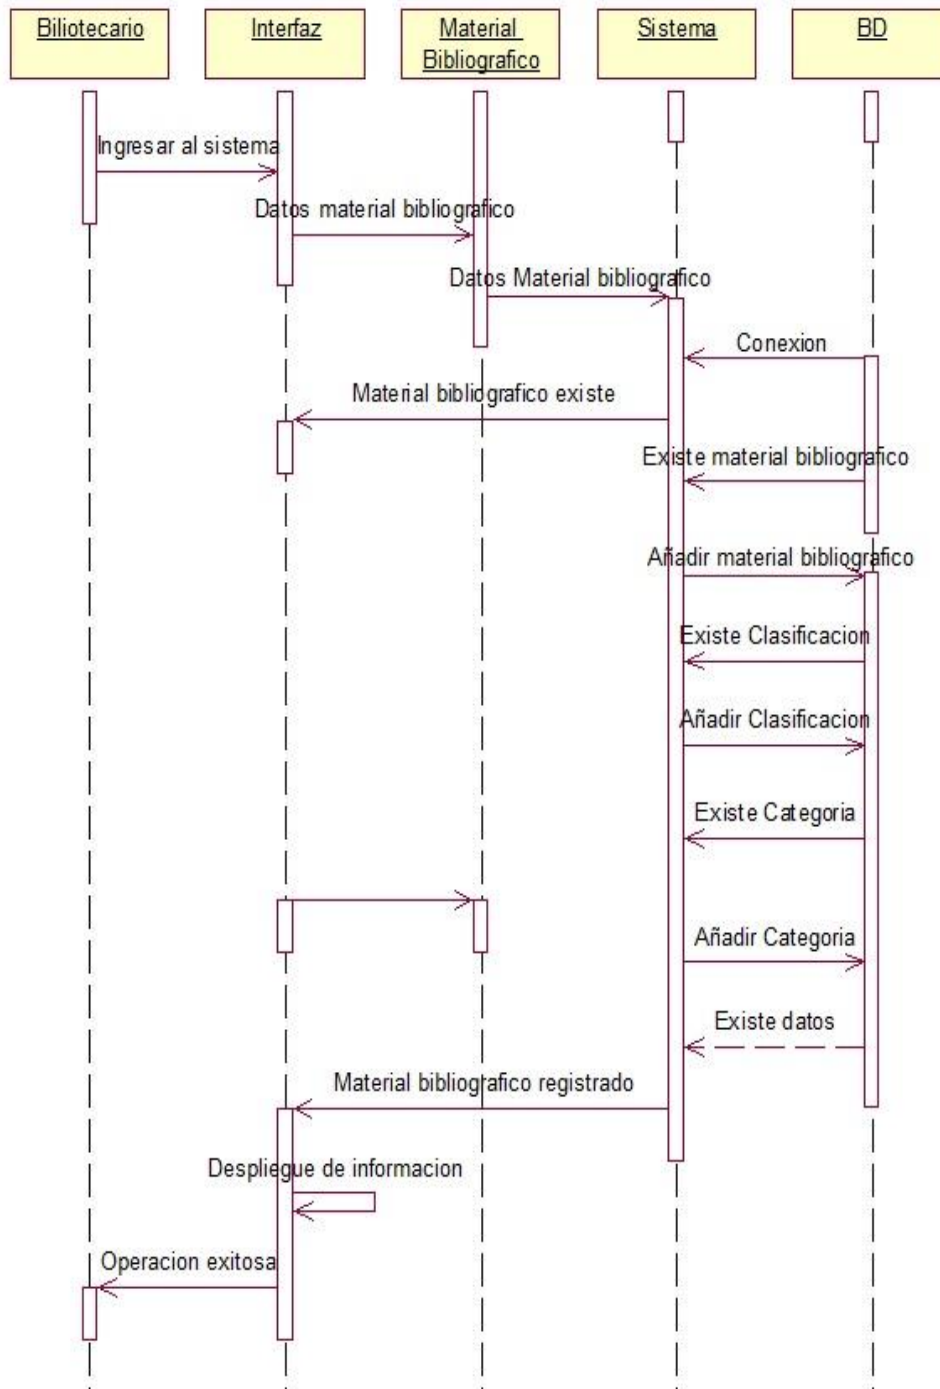 Biliotecario
Interfaz
Material
Bibliografico
Sistema
BD
Ingresar al sistema
Datos material bibliografico
Datos Material bibliografico
Conexion
Material bibliografico existe
Existe material bibliografico
Añadir material bibliografico
Existe Clasificacion
Añadir Clasificacion
Existe Categoria
Añadir Categoria
Existe datos
Material bibliografico registrado
Despliegue de informacion
Operacion exitosa